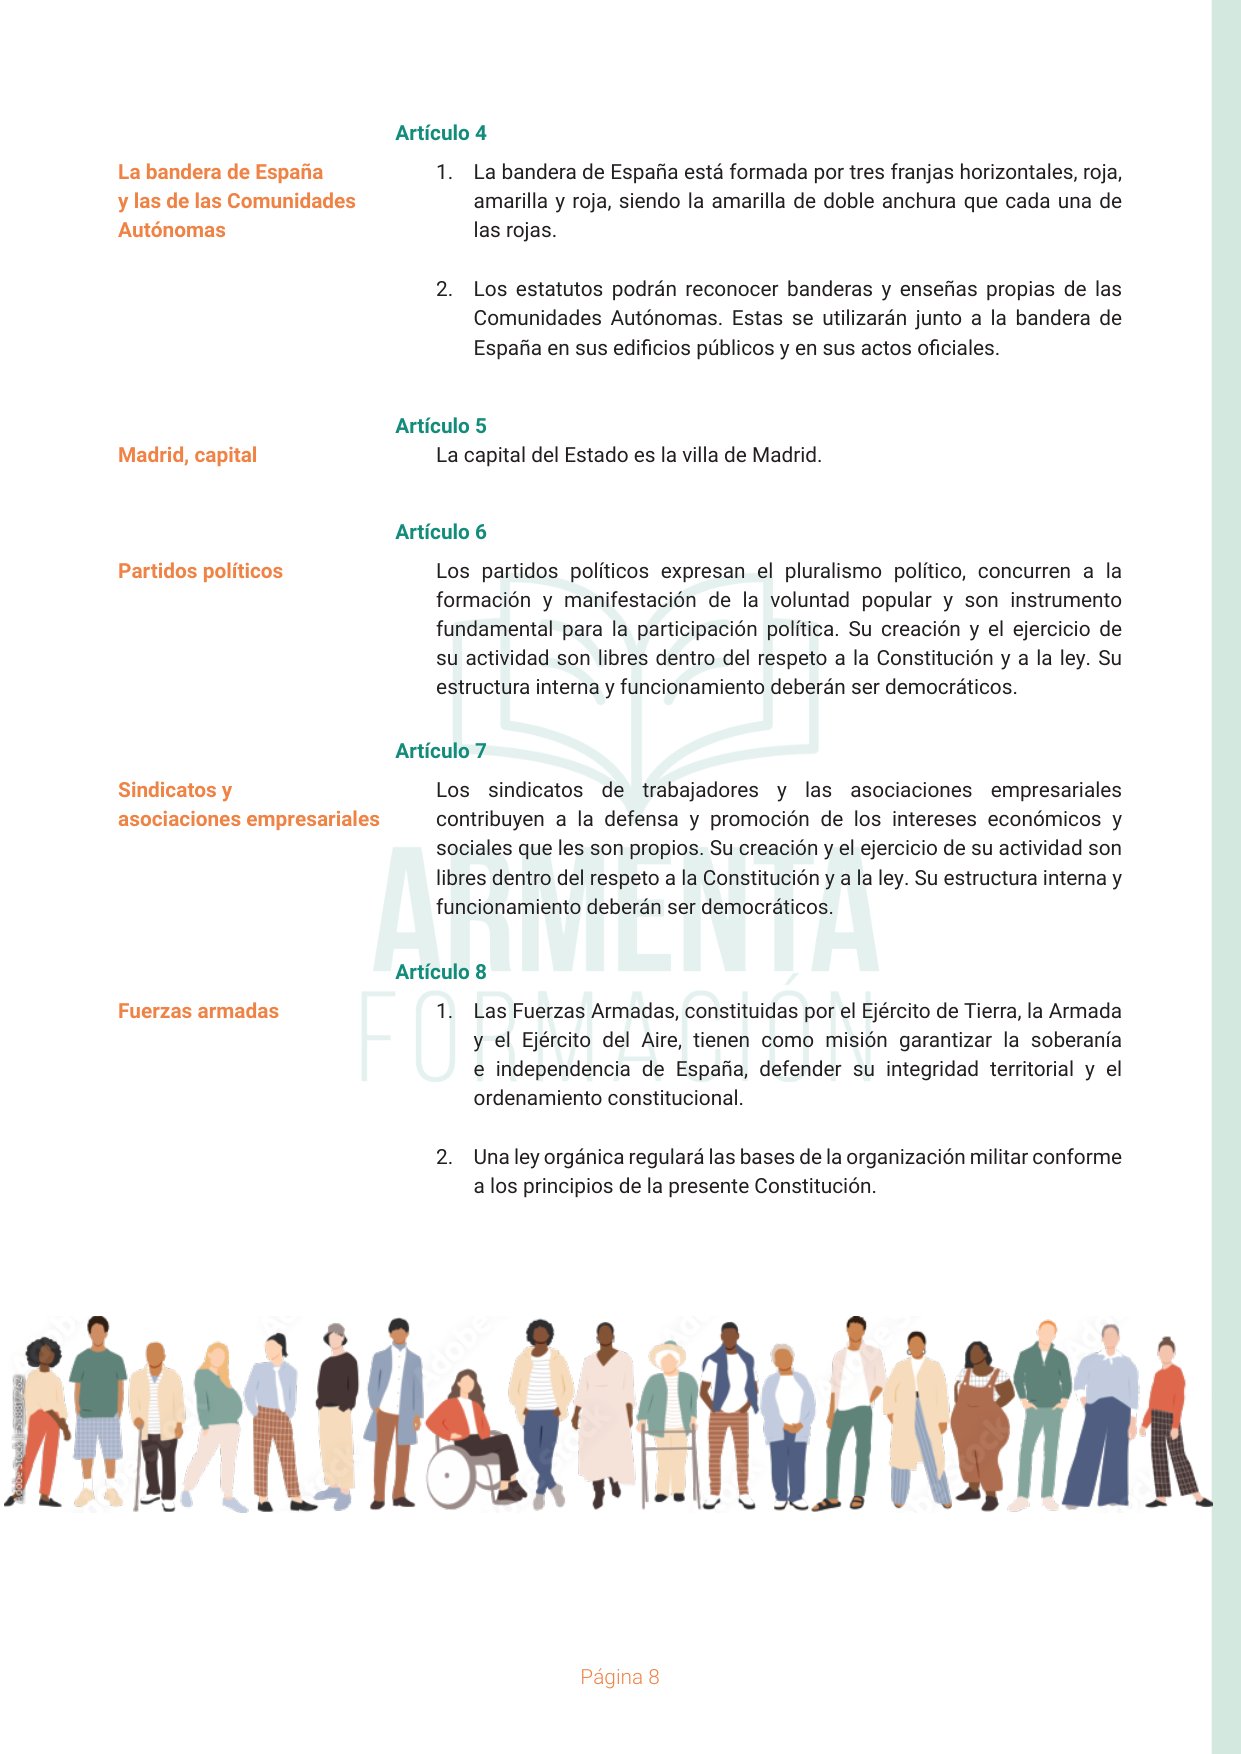 Artículo 4
La bandera de España
y las de las Comunidades
Autónomas
1. La bandera de España está formada por tres franjas horizontales, roja,
amarilla y roja, siendo la amarilla de doble anchura que cada una de
las rojas.
2. Los estatutos podrán reconocer banderas y enseñas propias de las
Comunidades Autónomas. Estas se utilizarán junto a la bandera de
España en sus edificios públicos y en sus actos oficiales.
Artículo 5
Madrid, capital
La capital del Estado es la villa de Madrid.
Artículo 6
Partidos políticos
Los partidos políticos expresan el pluralismo político, concurren a la
formación y manifestación de la voluntad popular y son instrumento
fundamental para la participación política. Su creación y el ejercicio de
su actividad son libres dentro del respeto a la Constitución y a la ley. Su
estructura interna y funcionamiento deberán ser democráticos.
Artículo 7
Sindicatos y
asociaciones empresariales
Los sindicatos de trabajadores y las asociaciones empresariales
contribuyen a la defensa y promoción de los intereses económicos y
sociales que les son propios. Su creación y el ejercicio de su actividad son
libres dentro del respeto a la Constitución y a la ley. Su estructura interna y
funcionamiento deberán ser democráticos.
ARMENTA
FORMACIÓN
Artículo 8
Fuerzas armadas
1. Las Fuerzas Armadas, constituidas por el Ejército de Tierra, la Armada
y el Ejército del Aire, tienen como misión garantizar la soberanía
e independencia de España, defender su integridad territorial y el
ordenamiento constitucional.
2. Una ley orgánica regulará las bases de la organización militar conforme
a los principios de la presente Constitución.
Adobe Stock
Página 8